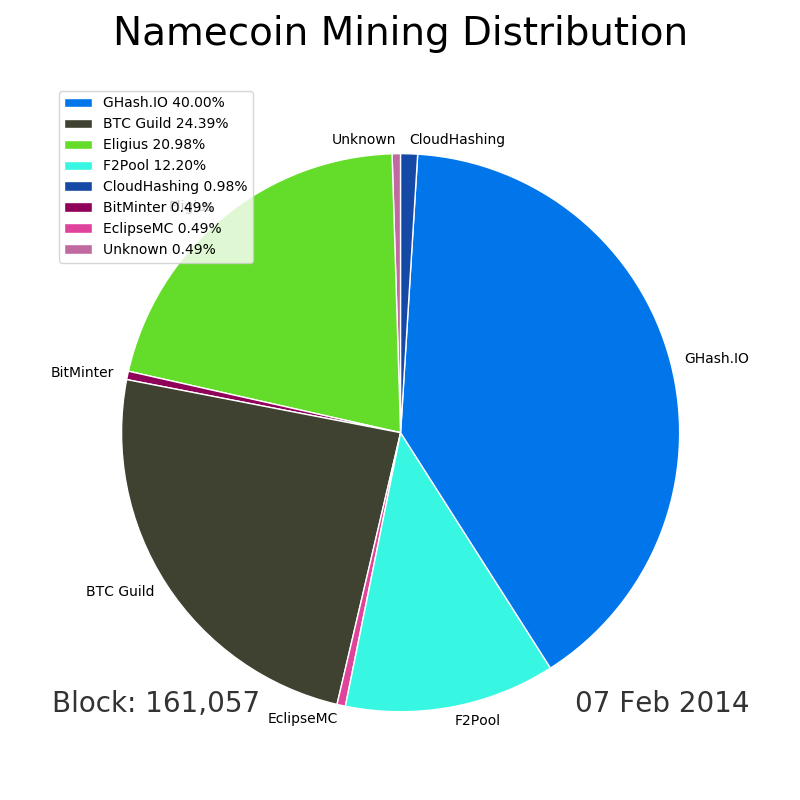 Namecoin Mining Distribution
GHash.IO 40.00%
BTC Guild 24.39%
Eligius 20.98%
F2Pool 12.20%
CloudHashing 0.98%
BitMinter 0.49%
EclipseMC 0.49%
Unknown 0.49%
Unknown
CloudHashing
GHash.IO
BitMinter
BTC Guild
EclipseMC
F2Pool
Block: 161,057
07 Feb 2014